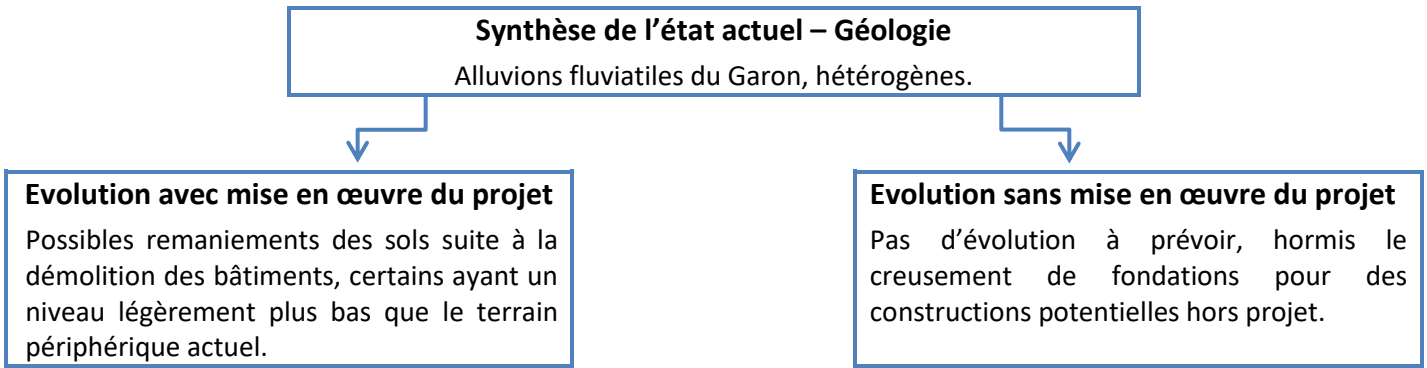 Synthèse de l’état actuel – Géologie
Alluvions fluviatiles du Garon, hétérogènes.
Evolution avec mise en œuvre du projet
Possibles remaniements des sols suite à la
démolition des bâtiments, certains ayant un
niveau légèrement plus bas que le terrain
périphérique actuel.
Evolution sans mise en œuvre du projet
Pas d’évolution à prévoir, hormis le
creusement de fondations pour des
constructions potentielles hors projet.